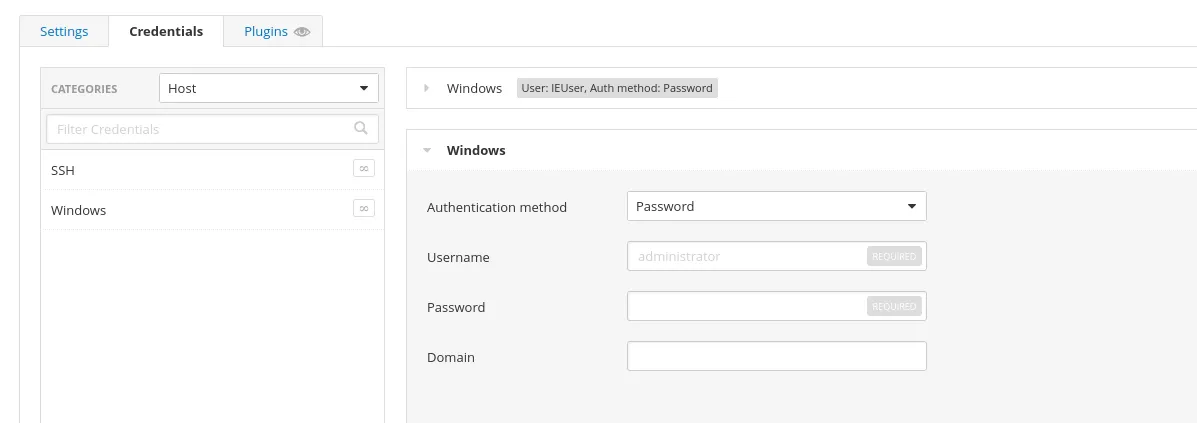 Settings
Credentials
Plugins
CATEGORIES
Host
Filter Credentials
SSH
∞
Windows
∞
Windows
User: IEUser, Auth method: Password
Windows
Authentication method
Password
Username
administrator
REQUIRED
Password
REQUIRED
Domain